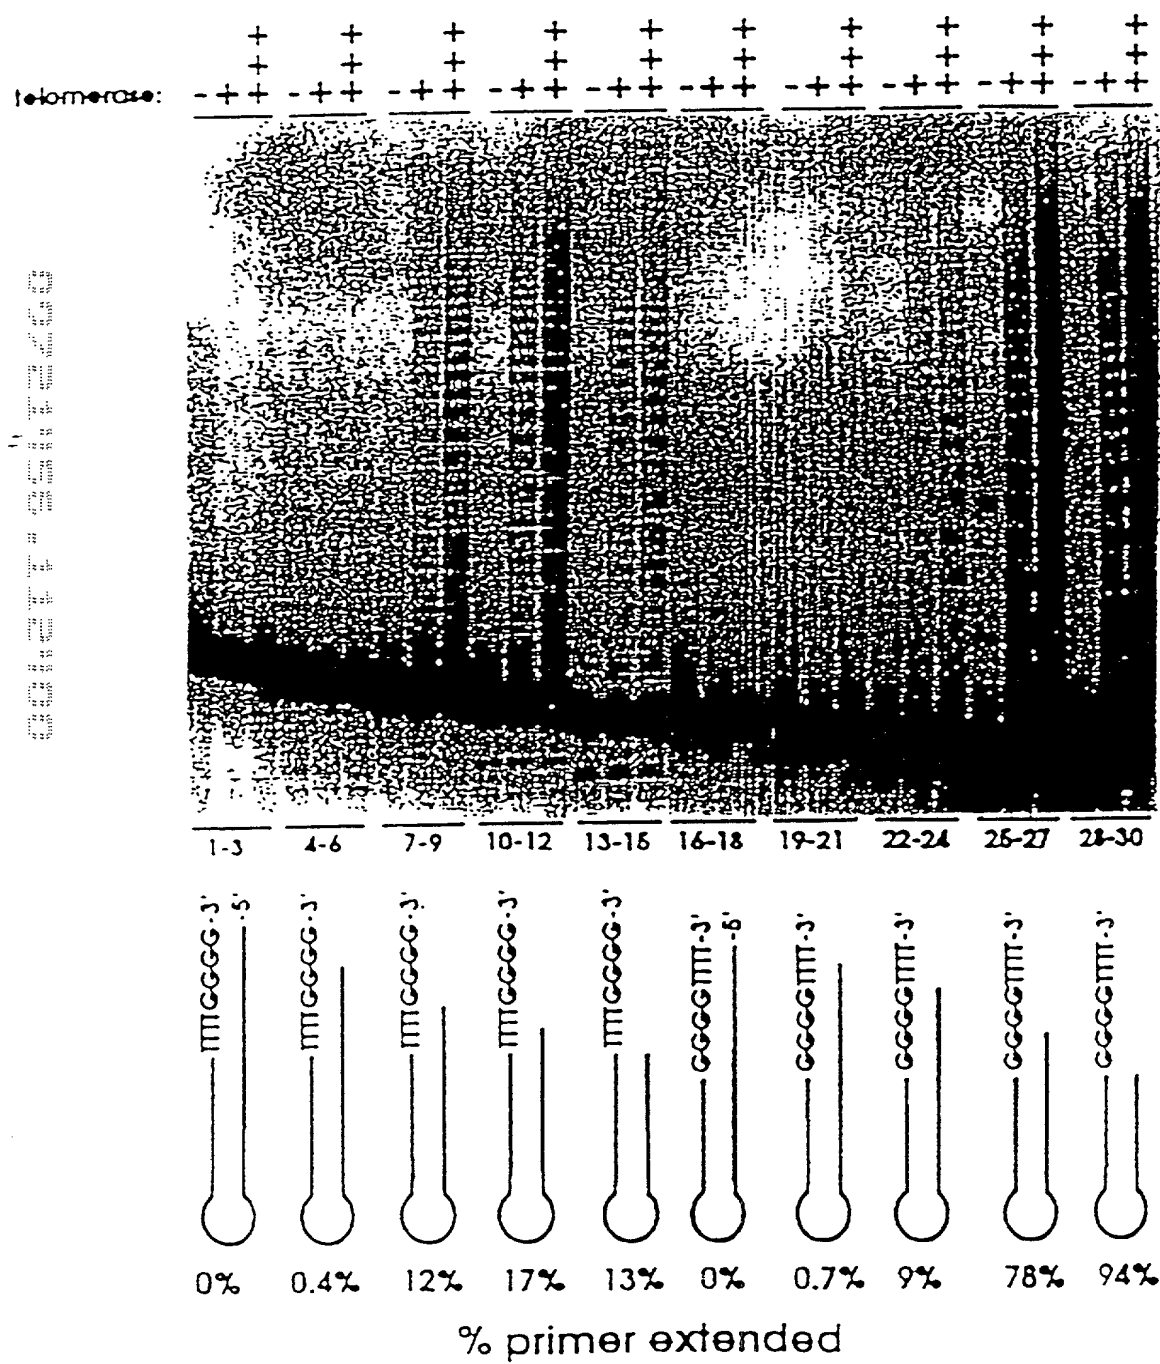 + + + + + + + + + +
+ + + + + + + + + +
telomerase: - + + - + + - + + - + + - + + - + + - + + - + + - + + - + +
1-3 4-6 7-9 10-12 13-15 16-18 19-21 22-24 25-27 28-30
TTTTGGGG-3' -5' TTTTGGGG-3' TTTTGGGG-3' TTTTGGGG-3' TTTTGGGG-3' GGGGTTTT-3' -5' GGGGTTTT-3' GGGGTTTT-3' GGGGTTTT-3' GGGGTTTT-3'
0% 0.4% 12% 17% 13% 0% 0.7% 9% 78% 94%
% primer extended